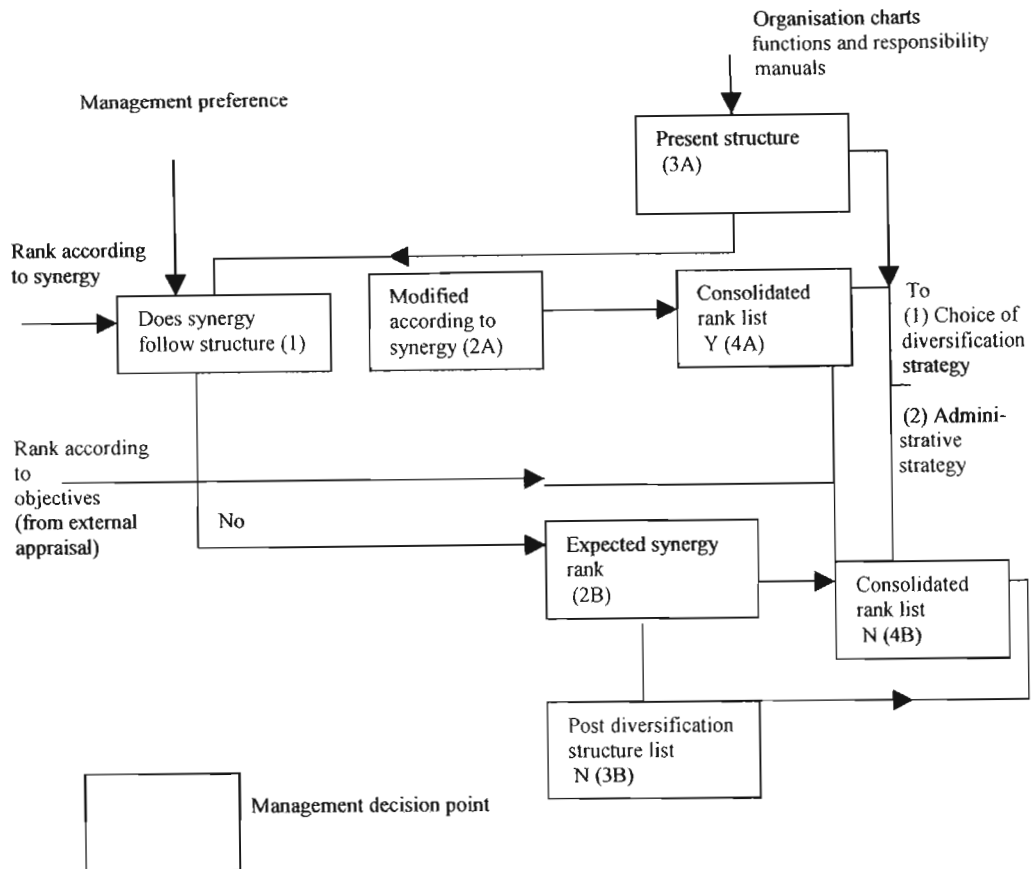 Organisation charts
functions and responsibility
manuals
Management preference
Present structure
(3A)
Rank according
to synergy
Does synergy
follow structure (1)
Modified
according to
synergy (2A)
Consolidated
rank list
Y (4A)
To
(1) Choice of
diversification
strategy
(2) Admini-
strative
strategy
Rank according
to
objectives
(from external
appraisal)
No
Expected synergy
rank
(2B)
Consolidated
rank list
N (4B)
Post diversification
structure list
N (3B)
Management decision point